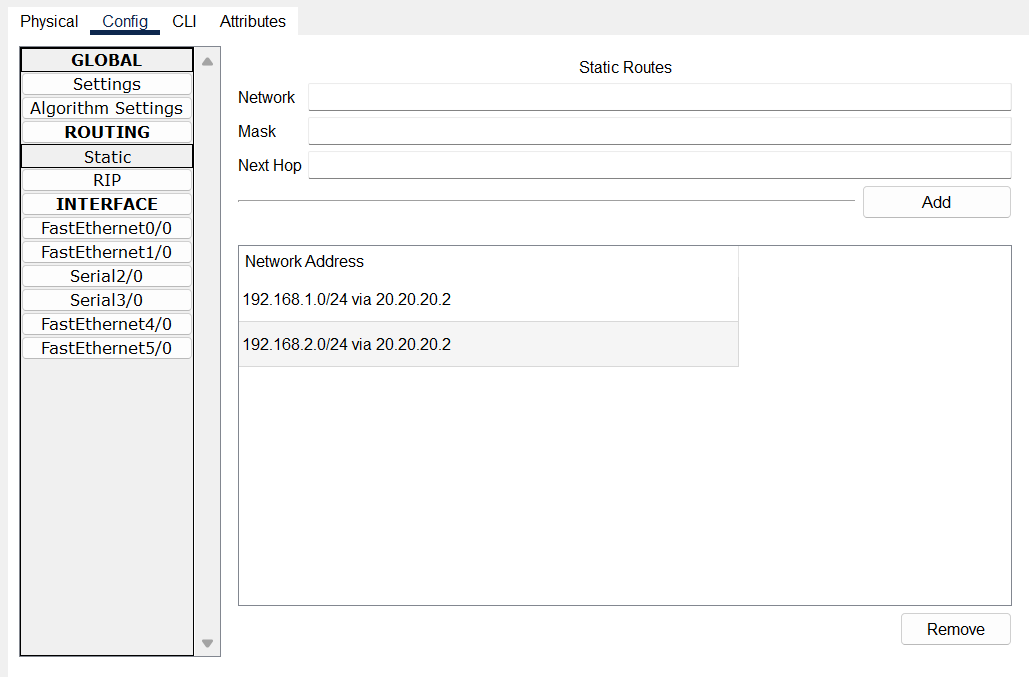 Physical Config CLI Attributes
GLOBAL
Settings
Algorithm Settings
ROUTING
Static
RIP
INTERFACE
FastEthernet0/0
FastEthernet1/0
Serial2/0
Serial3/0
FastEthernet4/0
FastEthernet5/0
Static Routes
Network
Mask
Next Hop
Add
Network Address
192.168.1.0/24 via 20.20.20.2
192.168.2.0/24 via 20.20.20.2
Remove